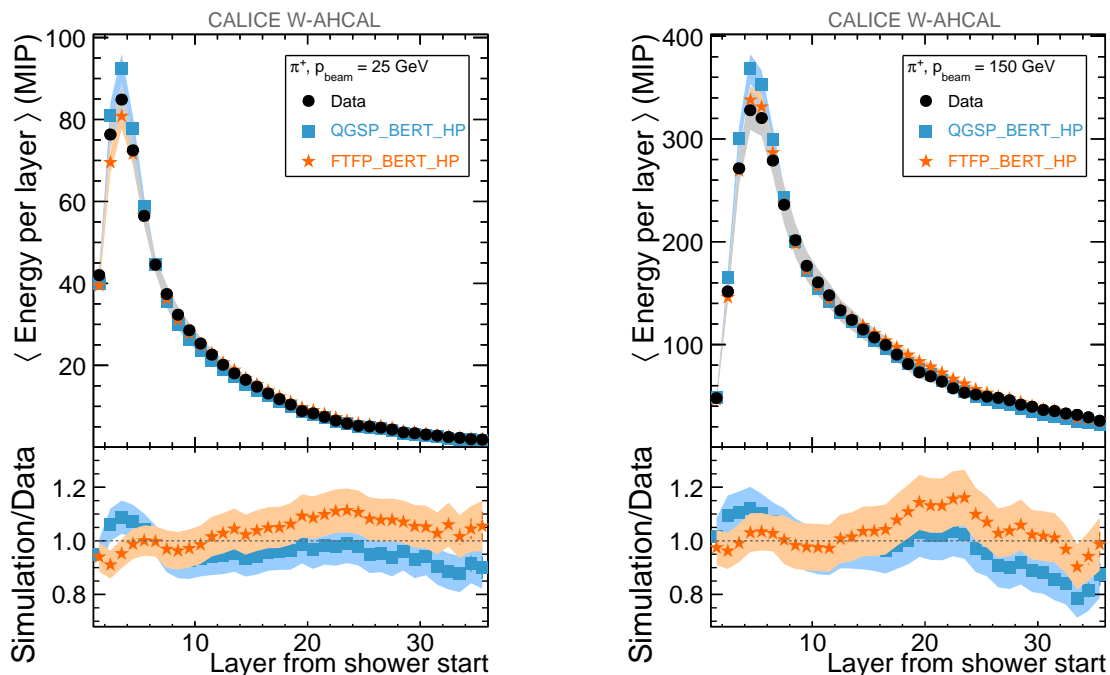 CALICE W-AHCAL
⟨ Energy per layer ⟩ (MIP)
100
80
60
40
20
π⁺, p_beam = 25 GeV
Data
QGSP_BERT_HP
FTFP_BERT_HP
Simulation/Data
1.2
1.0
0.8
10 20 30
Layer from shower start
CALICE W-AHCAL
⟨ Energy per layer ⟩ (MIP)
400
300
200
100
π⁺, p_beam = 150 GeV
Data
QGSP_BERT_HP
FTFP_BERT_HP
Simulation/Data
1.2
1.0
0.8
10 20 30
Layer from shower start